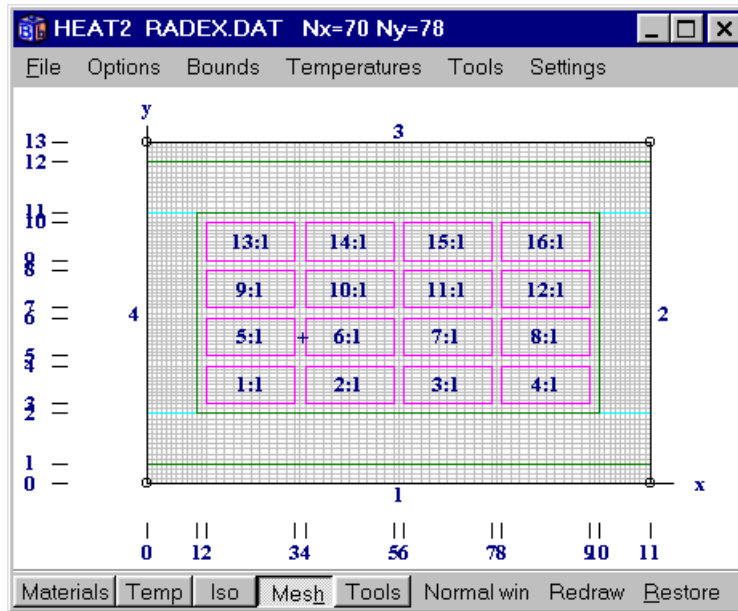 HEAT2 RADEX.DAT Nx=70 Ny=78
File Options Bounds Temperatures Tools Settings
y
13
3
12
11
10
13:1 14:1 15:1 16:1
9
8
9:1 10:1 11:1 12:1
7
4 2
6
5:1 6:1 7:1 8:1
5
4
1:1 2:1 3:1 4:1
3
2
1
0
x
1
0 1 2 3 4 5 6 7 8 9 10 11
Materials Temp Iso Mesh Tools Normal win Redraw Restore